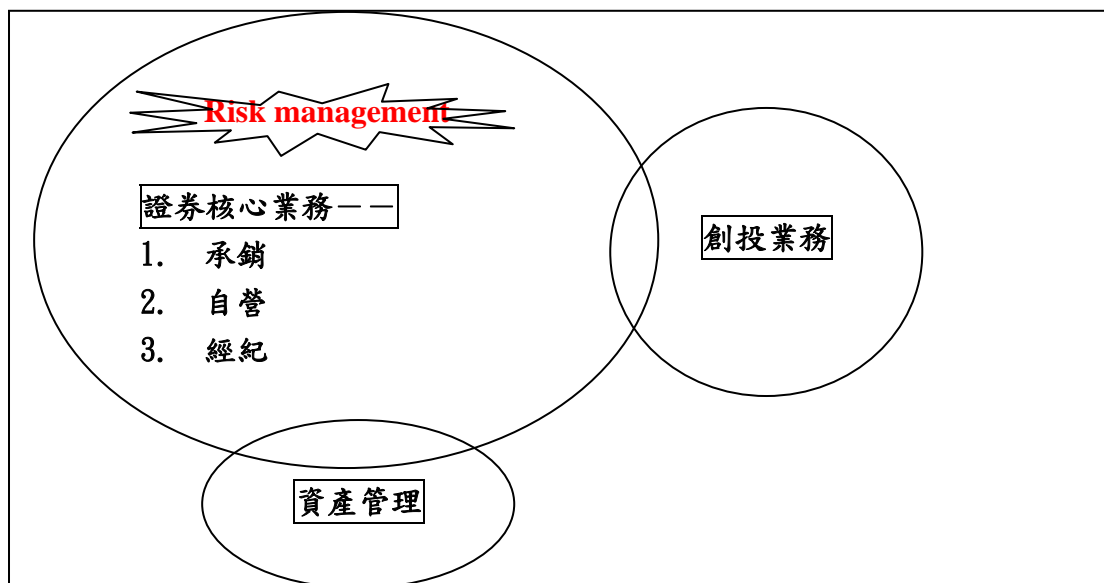 Risk management
證券核心業務－－
1. 承銷
2. 自營
3. 經紀
創投業務
資產管理